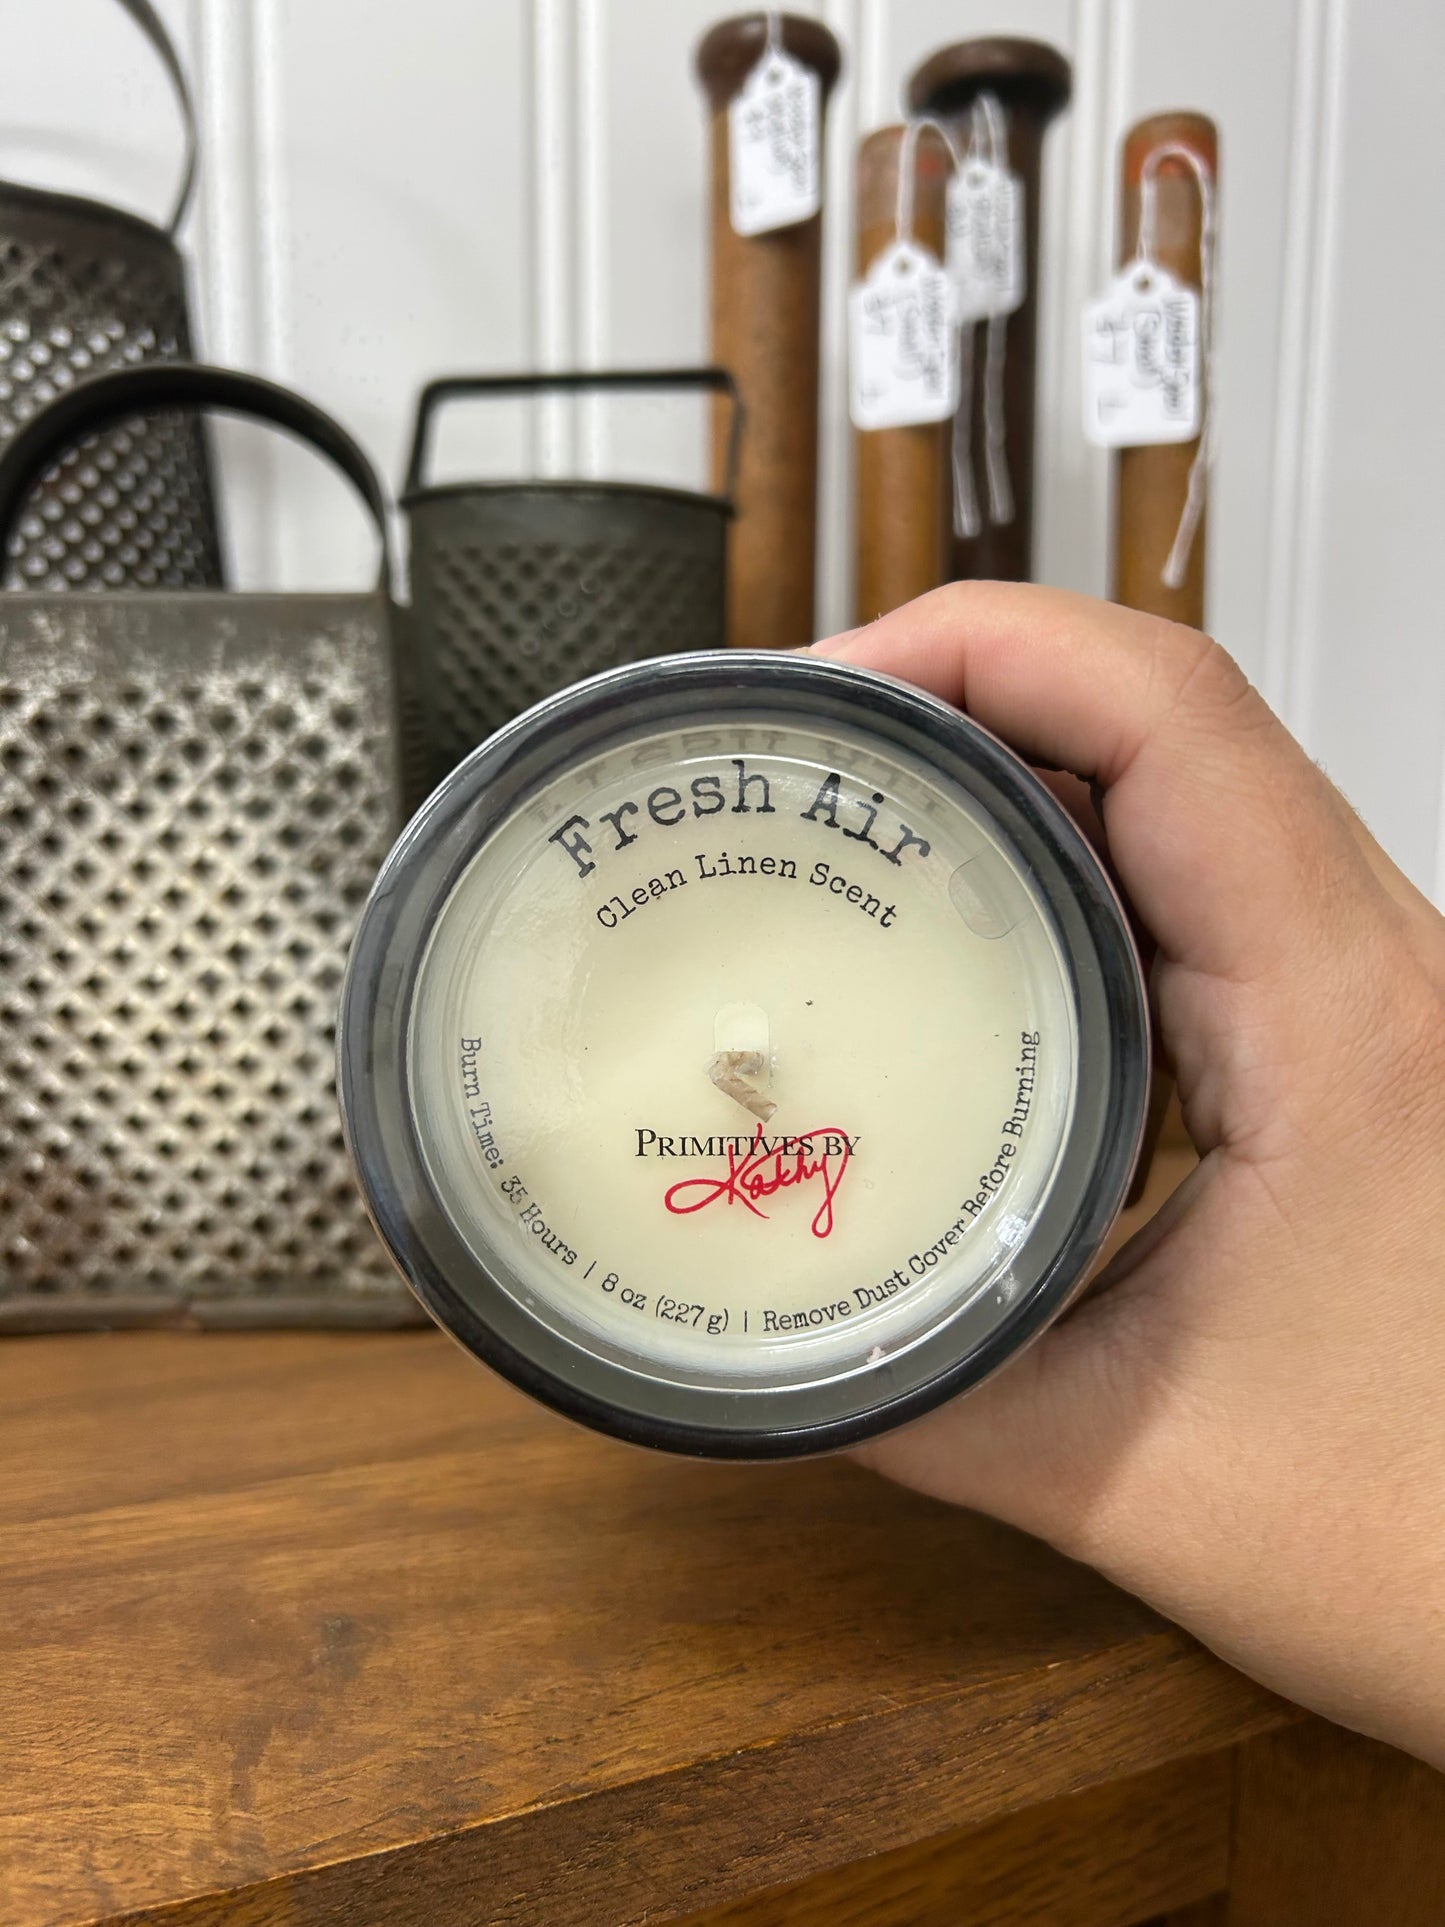 Fresh Air
Clean Linen Scent
PRIMITIVES BY
Kathy
Burn Time: 35 Hours | 8 oz (227 g) | Remove Dust Cover Before Burning